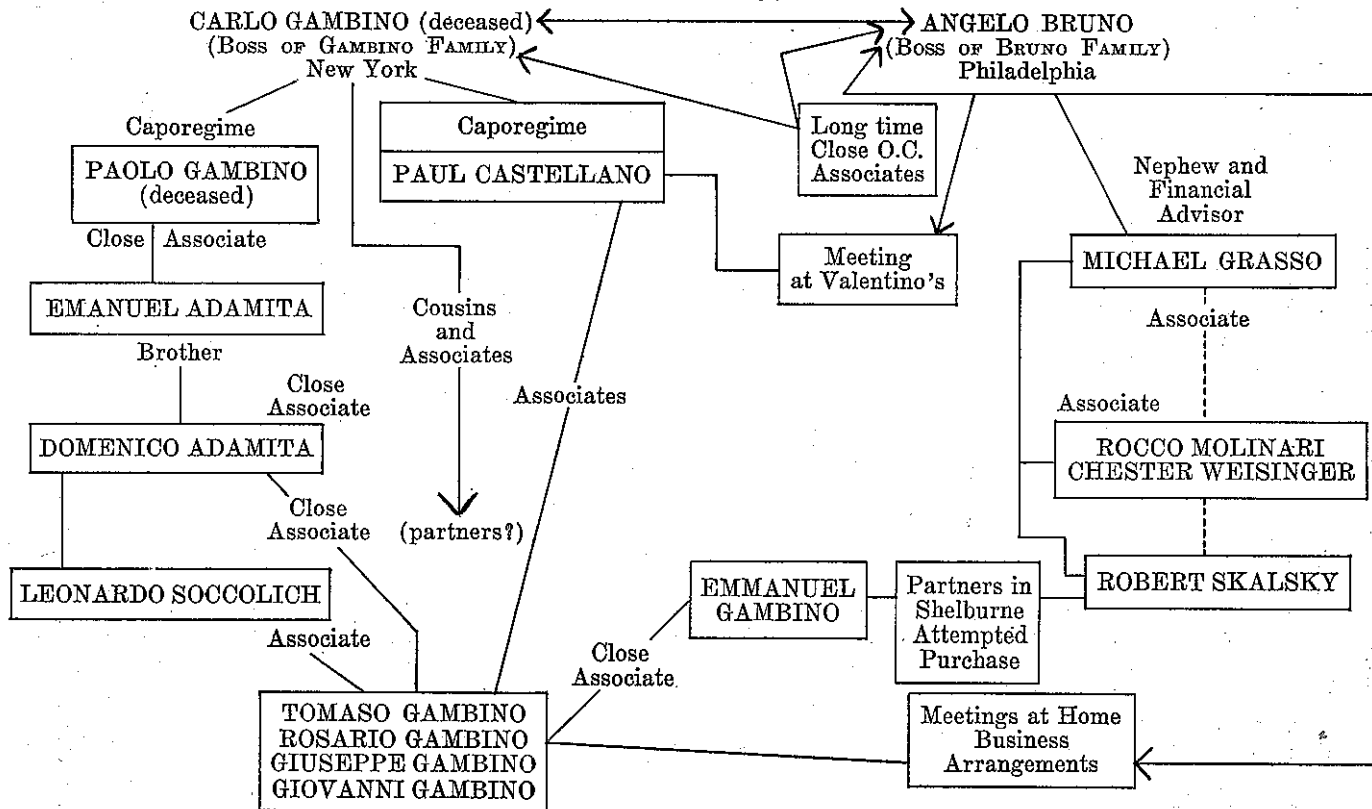 CARLO GAMBINO (deceased)
(BOSS OF GAMBINO FAMILY)
New York
ANGELO BRUNO
(BOSS OF BRUNO FAMILY)
Philadelphia
Caporegime
PAOLO GAMBINO
(deceased)
Caporegime
PAUL CASTELLANO
Long time
Close O.C.
Associates
Nephew and
Financial
Advisor
Close Associate
Meeting
at Valentino's
MICHAEL GRASSO
EMANUEL ADAMITA
Cousins
and
Associates
Associate
Brother
Close
Associate
Associates
Associate
DOMENICO ADAMITA
ROCCO MOLINARI
CHESTER WEISINGER
Close
Associate
(partners?)
LEONARDO SOCCOLICH
EMMANUEL
GAMBINO
Partners in
Shelburne
Attempted
Purchase
ROBERT SKALSKY
Associate
Close
Associate
TOMASO GAMBINO
ROSARIO GAMBINO
GIUSEPPE GAMBINO
GIOVANNI GAMBINO
Meetings at Home
Business
Arrangements